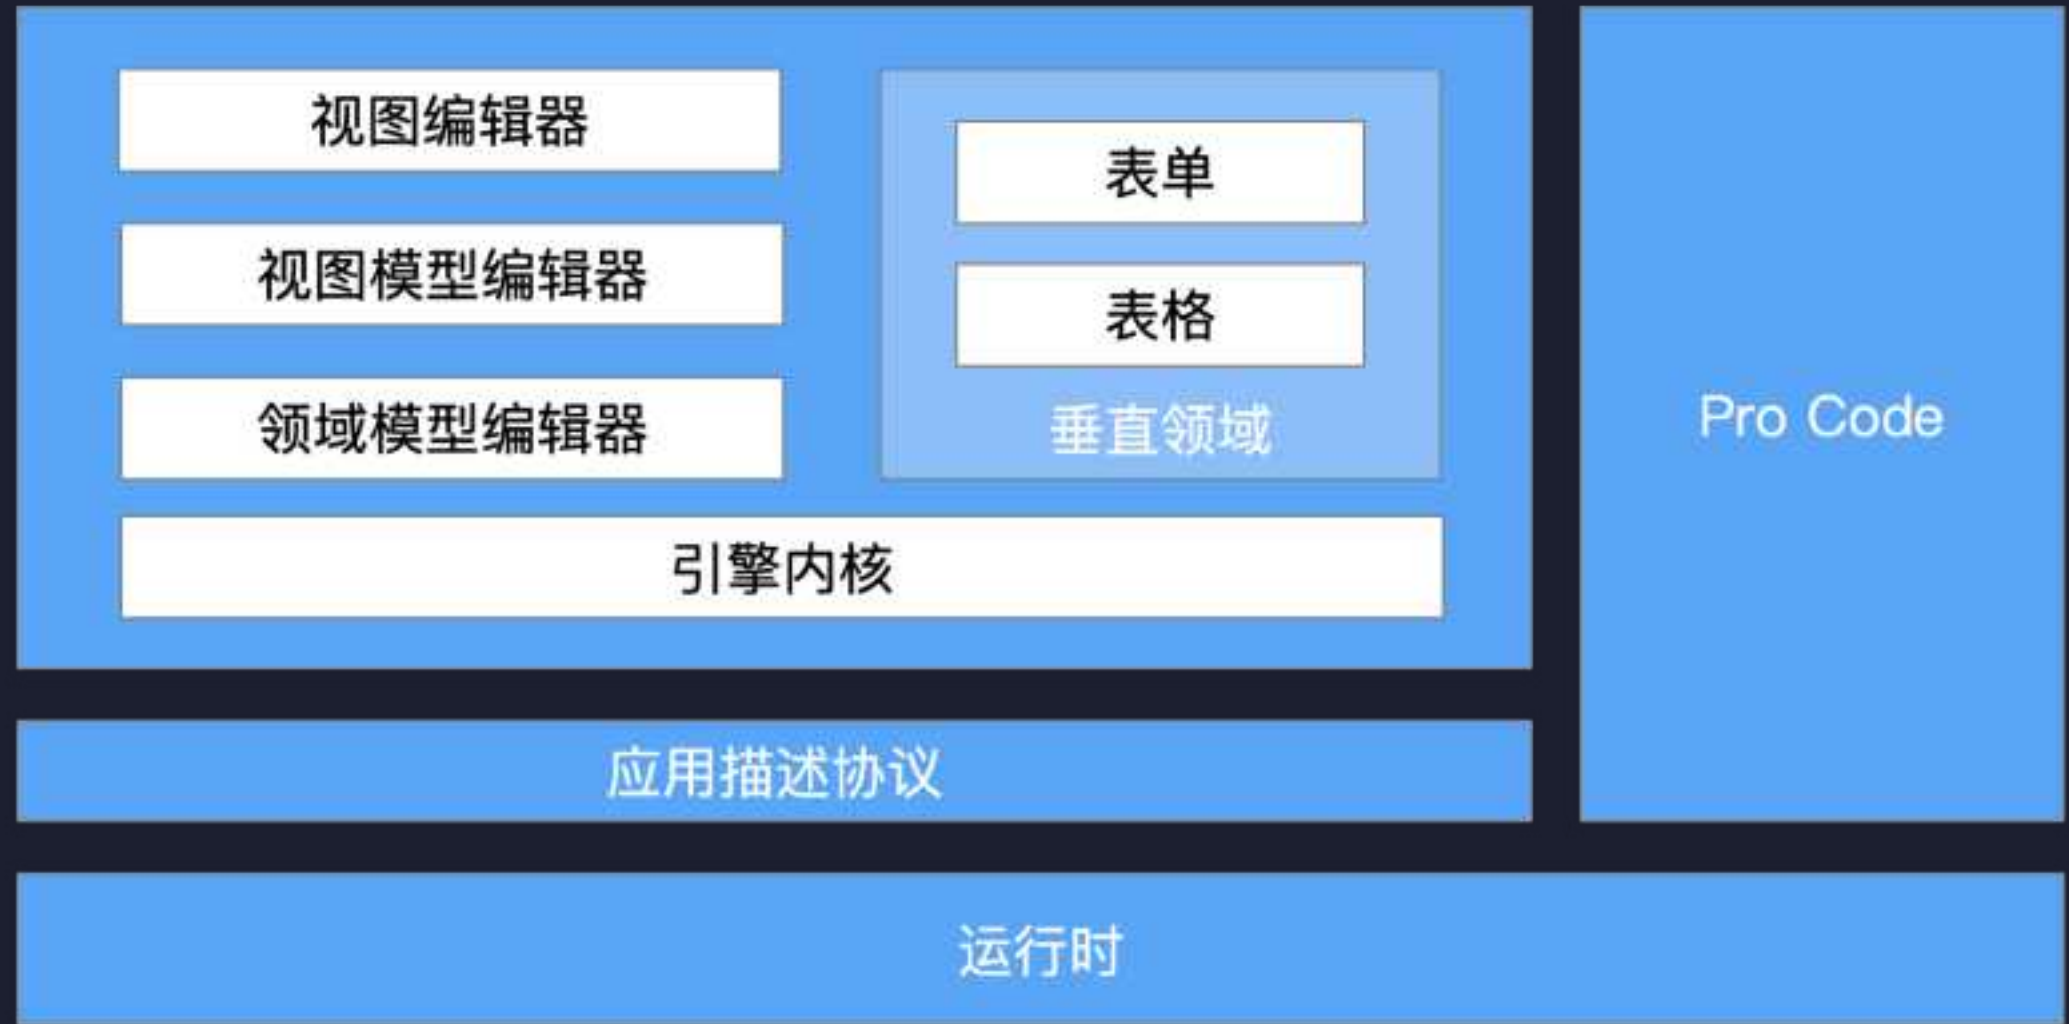 视图编辑器
视图模型编辑器
领域模型编辑器
表单
表格
垂直领域
引擎内核
Pro Code
应用描述协议
运行时